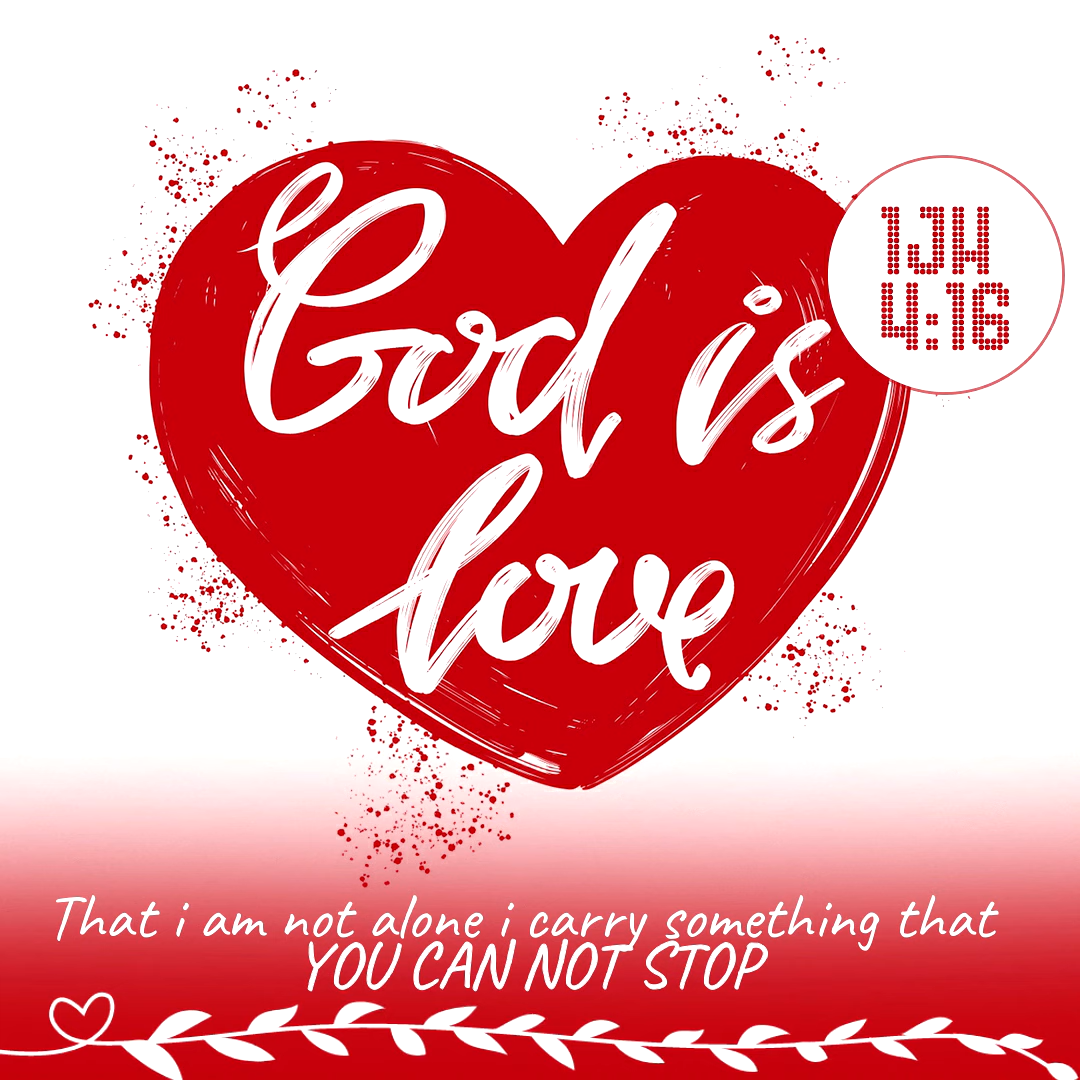 God is
love
1JH
4:16
That i am not alone i carry something that
YOU CAN NOT STOP